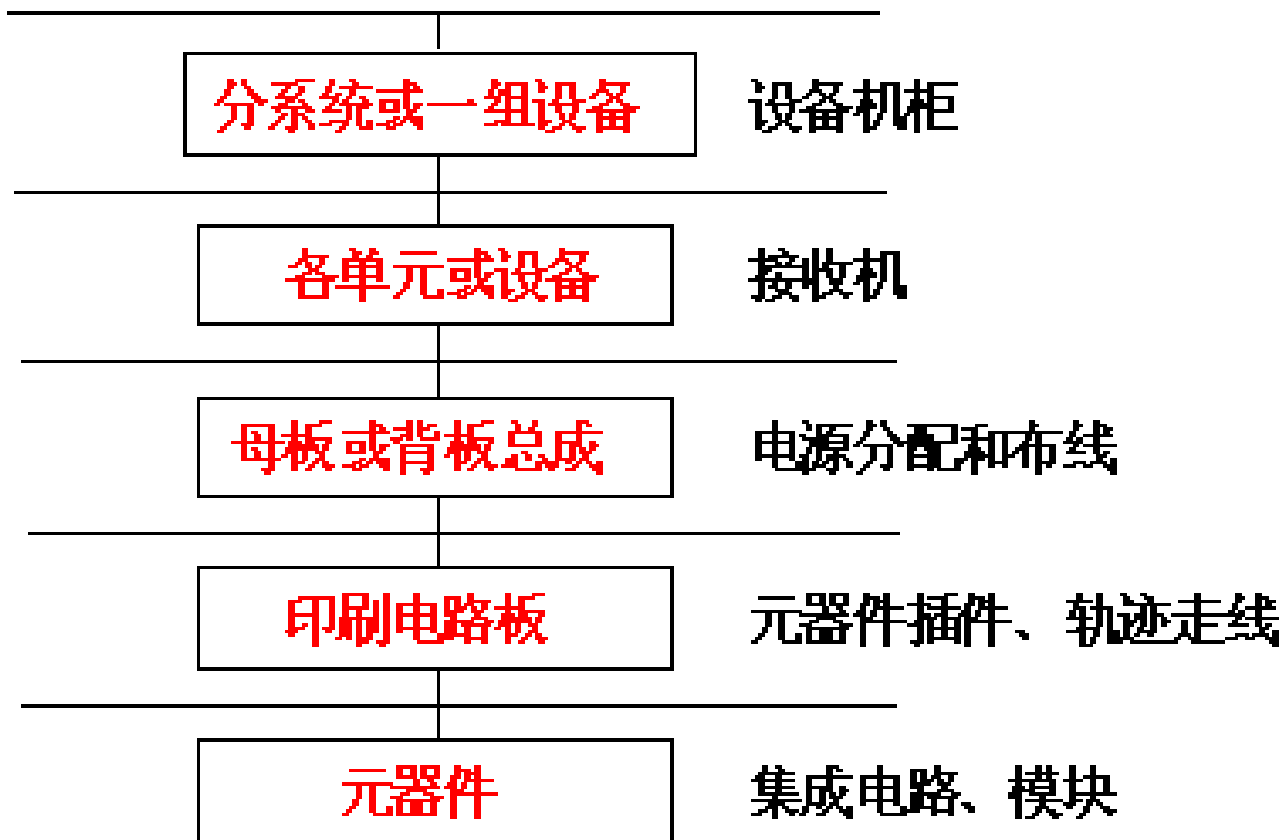 分系统或一组设备 设备机柜
各单元或设备 接收机
母板或背板总成 电源分配和布线
印刷电路板 元器件插件、轨迹走线
元器件 集成电路、模块